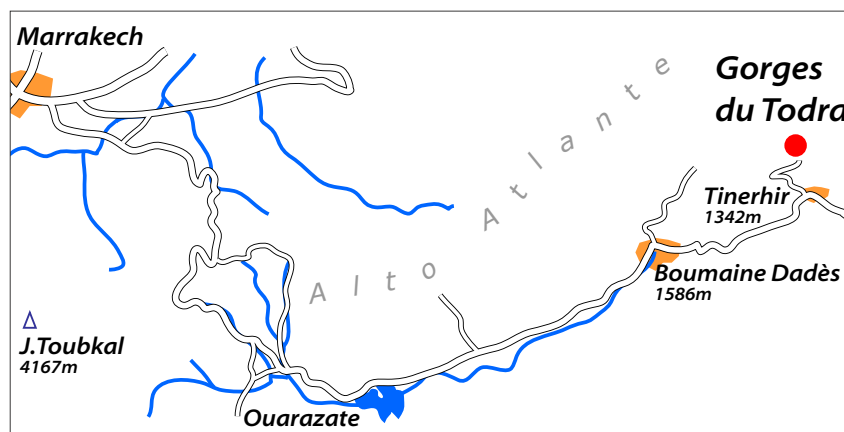 Marrakech
Gorges
du Todra
Alto Atlante
Tinerhir
1342m
Boumaine Dadès
1586m
J.Toubkal
4167m
Ouarazate